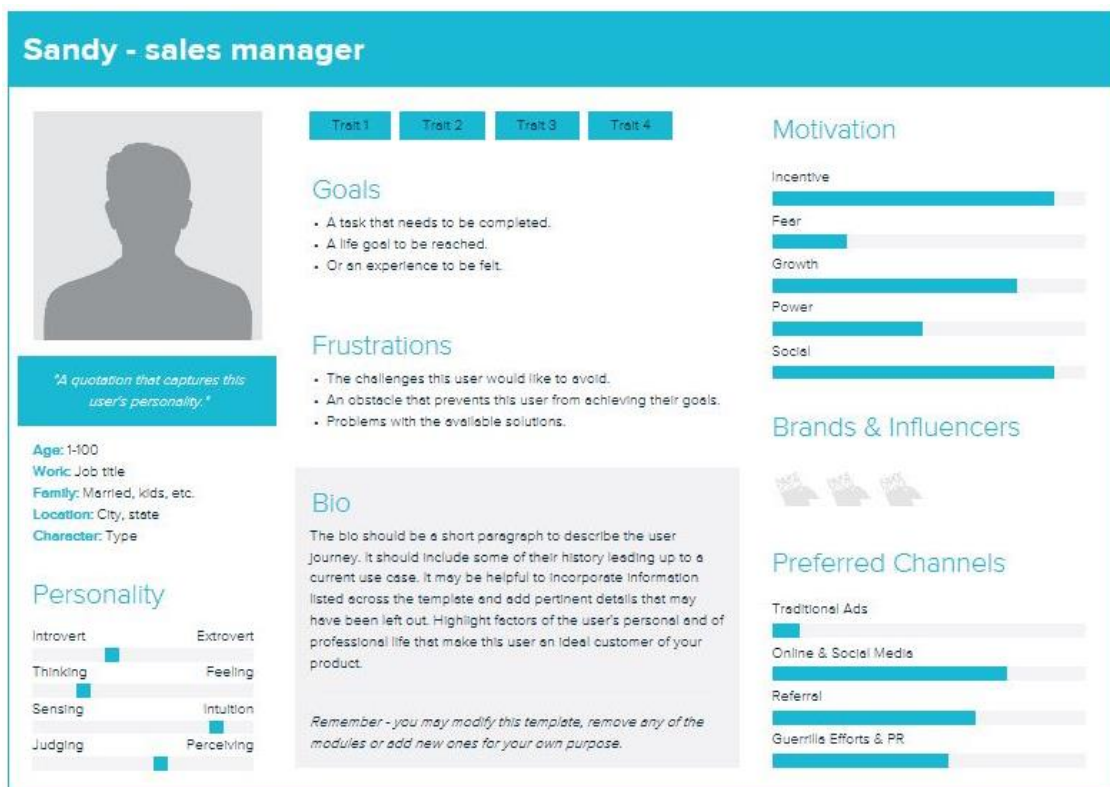 Sandy - sales manager
"A quotation that captures this
user's personality."
Age: 1-100
Work: Job title
Family: Married, kids, etc.
Location: City, state
Character: Type
Personality
Introvert Extrovert
Thinking Feeling
Sensing Intuition
Judging Perceiving
Trait 1 Trait 2 Trait 3 Trait 4
Goals
• A task that needs to be completed.
• A life goal to be reached.
• Or an experience to be felt.
Frustrations
• The challenges this user would like to avoid.
• An obstacle that prevents this user from achieving their goals.
• Problems with the available solutions.
Bio
The bio should be a short paragraph to describe the user
journey. It should include some of their history leading up to a
current use case. It may be helpful to incorporate information
listed across the template and add pertinent details that may
have been left out. Highlight factors of the user's personal and of
professional life that make this user an ideal customer of your
product.
Remember - you may modify this template, remove any of the
modules or add new ones for your own purpose.
Motivation
Incentive
Fear
Growth
Power
Social
Brands & Influencers
Preferred Channels
Traditional Ads
Online & Social Media
Referral
Guerrilla Efforts & PR